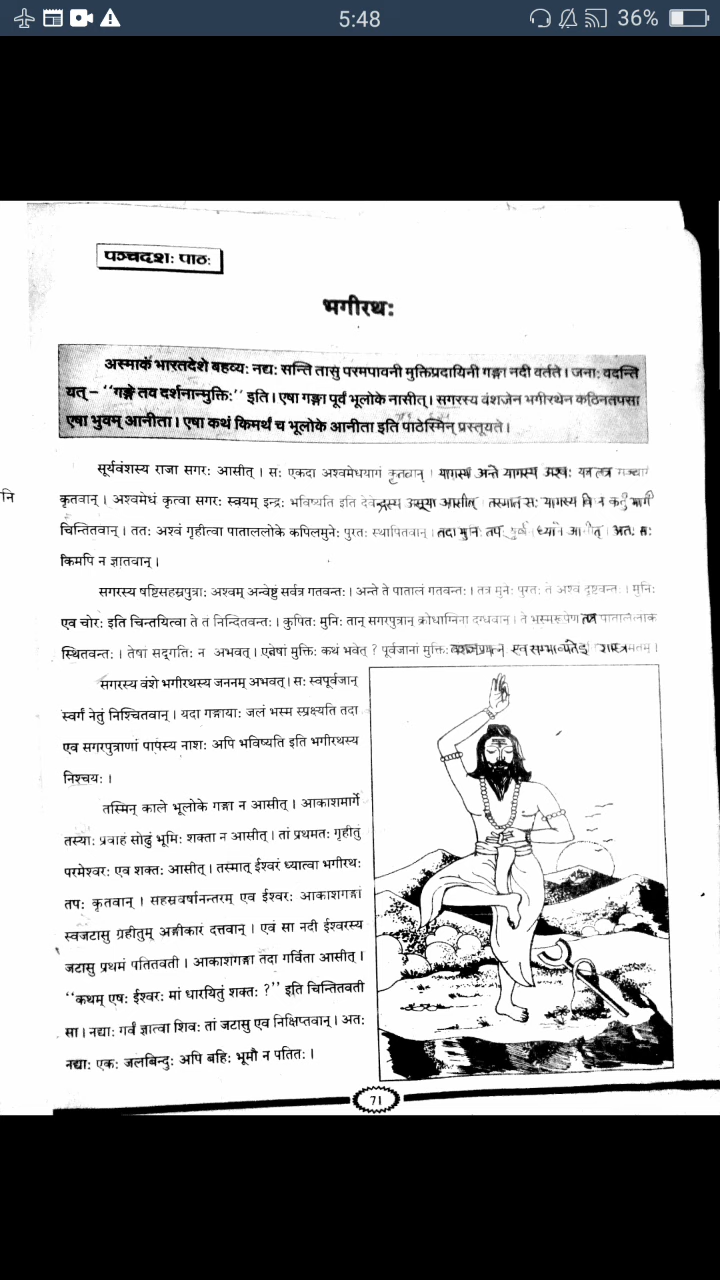 5:48
36%
पञ्चदशः पाठः
भगीरथः
अस्माकं भारतदेशे बहव्यः नद्यः सन्ति तासु परमपावनी मुक्तिप्रदायिनी गङ्गा नदी वर्तते। जनाः वदन्ति
यत् – “गङ्गे तव दर्शनान्मुक्तिः” इति। एषा गङ्गा पूर्वं भूलोके नासीत्। सगरस्य वंशजेन भगीरथेन कठिनतपसा
एषा भुवम् आनीता। एषा कथं किमर्थं च भूलोके आनीता इति पाठेस्मिन् प्रस्तूयते।
सूर्यवंशस्य राजा सगरः आसीत्। सः एकदा अश्वमेधयागं कृतवान्। यागस्य अन्ते यागस्य अश्वः यत्र तत्र
नि
कृतवान्। अश्वमेधं कृत्वा सगरः स्वयम् इन्द्रः भविष्यति इति देवेन्द्रस्य असूया आसीत्। तस्मात् सः यागस्य
चिन्तितवान्। ततः अश्वं गृहीत्वा पाताललोके कपिलमुनेः पुरतः स्थापितवान्। तदा मुनिः अतः सः
किमपि न ज्ञातवान्।
सगरस्य षष्टिसहस्रपुत्राः अश्वम् अन्वेष्टुं सर्वत्र गतवन्तः। अन्ते ते पातालं गतवन्तः। तत्र मुनेः पुरतः ते अश्वं दृष्टवन्तः। मुनिः
एव चोरः इति चिन्तयित्वा ते तं निन्दितवन्तः। कुपितः मुनिः तान् सगरपुत्रान् क्रोधाग्निना दग्धवान्। ते भस्मरूपेण
स्थितवन्तः। तेषां सद्गतिः न अभवत्। एतेषां मुक्तिः कथं भवेत्? पूर्वजानां मुक्तिः
सगरस्य वंशे भगीरथस्य जननम् अभवत्। सः स्वपूर्वजान्
स्वर्गं नेतुं निश्चितवान्। यदा गङ्गायाः जलं भस्म स्प्रक्ष्यति तदा
एव सगरपुत्राणां पापस्य नाशः अपि भविष्यति इति भगीरथस्य
निश्चयः।
तस्मिन् काले भूलोके गङ्गा न आसीत्। आकाशमार्गे
तस्याः प्रवाहं सोढुं भूमिः शक्ता न आसीत्। तां प्रथमतः गृहीतुं
परमेश्वरः एव शक्तः आसीत्। तस्मात् ईश्वरं ध्यात्वा भगीरथः
तपः कृतवान्। सहस्रवर्षानन्तरम् एव ईश्वरः आकाशगङ्गां
स्वजटासु ग्रहीतुम् अङ्गीकारं दत्तवान्। एवं सा नदी ईश्वरस्य
जटासु प्रथमं पतितवती। आकाशगङ्गा तदा गर्विता आसीत्।
“कथम् एषः ईश्वरः मां धारयितुं शक्तः?” इति चिन्तितवती
सा। नद्याः गर्वं ज्ञात्वा शिवः तां जटासु एव निक्षिप्तवान्। अतः
नद्याः एकः जलबिन्दुः अपि बहिः भूमौ न पतितः।
71